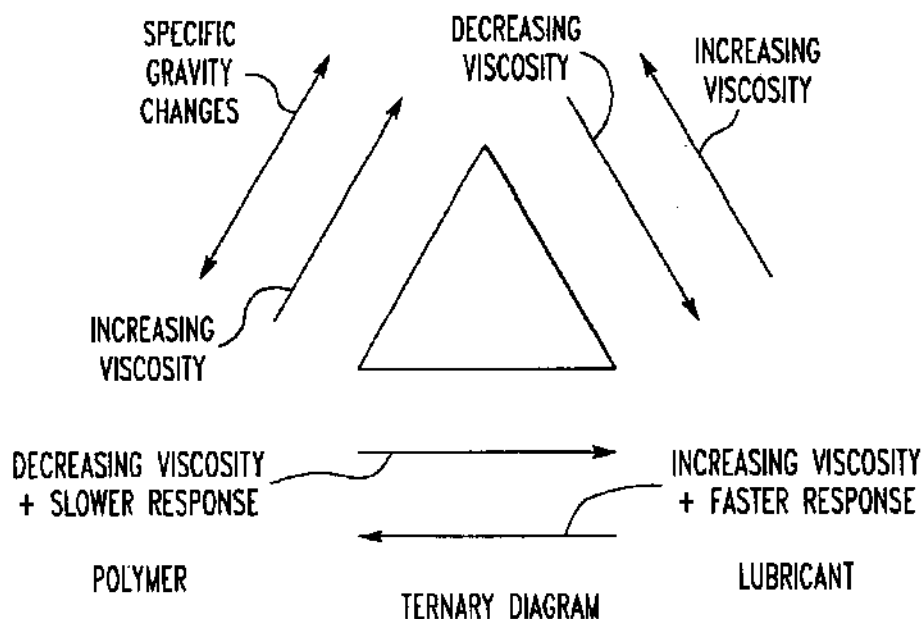 SPECIFIC
GRAVITY
CHANGES
DECREASING
VISCOSITY
INCREASING
VISCOSITY
INCREASING
VISCOSITY
DECREASING VISCOSITY
+ SLOWER RESPONSE
INCREASING VISCOSITY
+ FASTER RESPONSE
POLYMER
LUBRICANT
TERNARY DIAGRAM